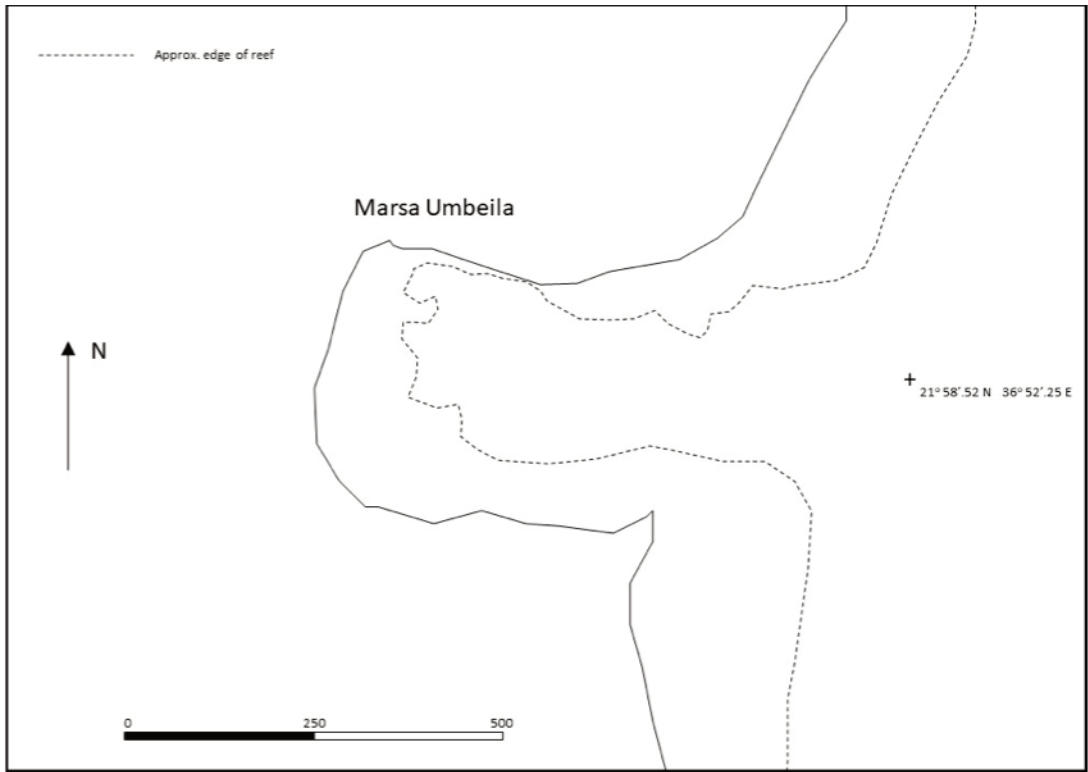 Approx. edge of reef
Marsa Umbeila
N
21° 58'.52 N 36° 52'.25 E
0 250 500